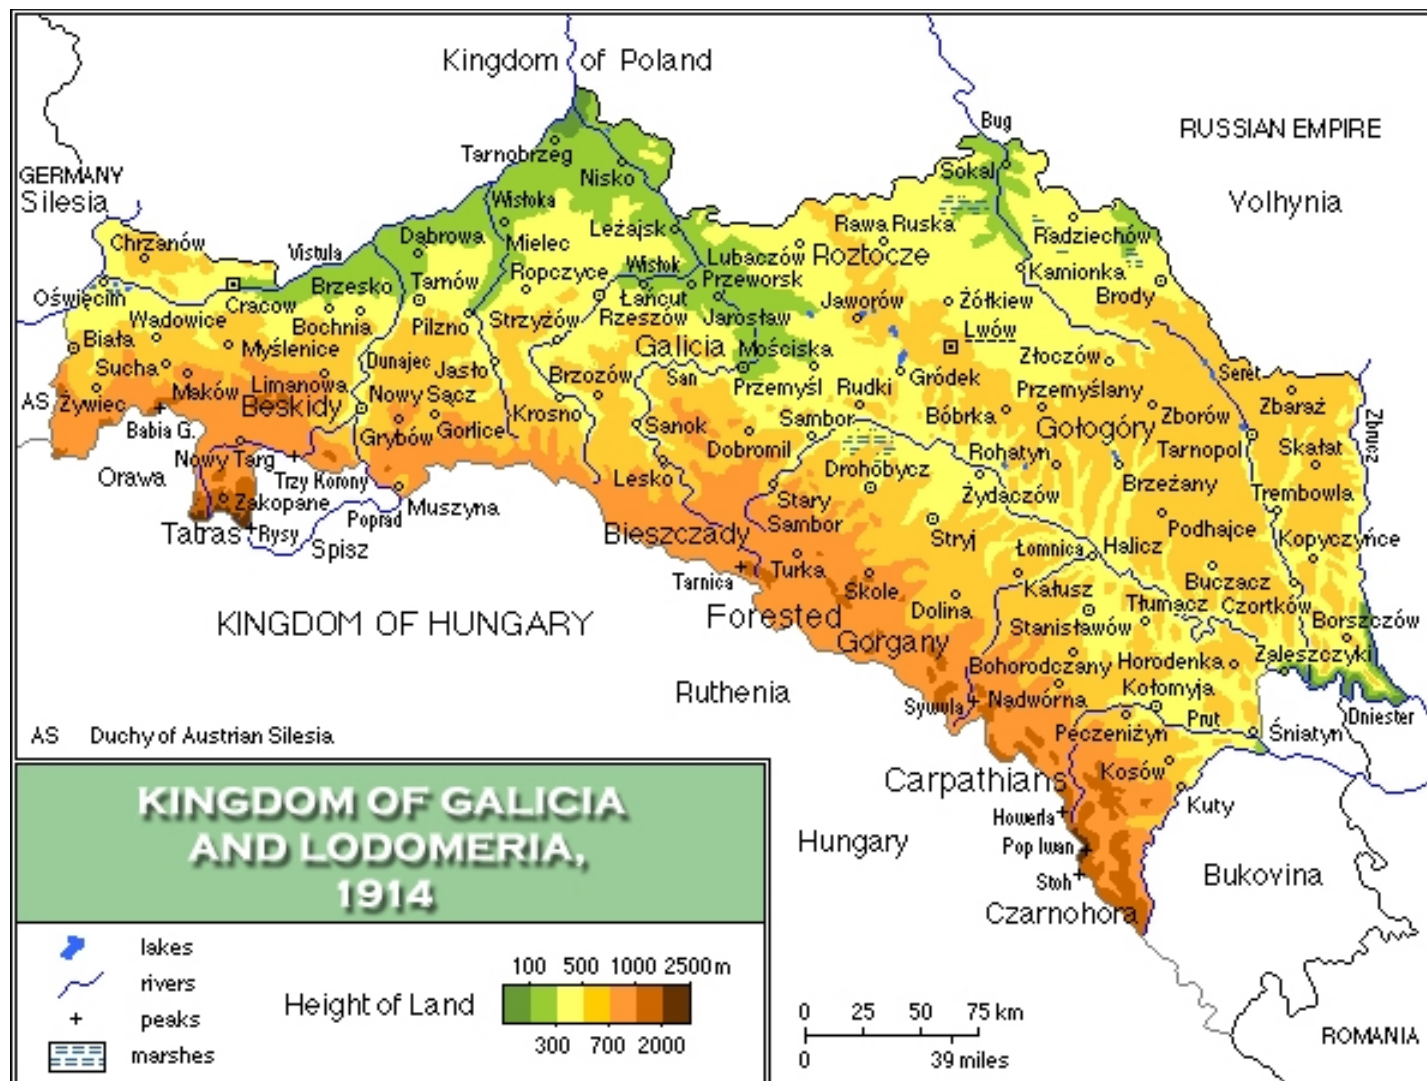 Kingdom of Poland
Bug
RUSSIAN EMPIRE
Tarnobrzeg
Nisko
Sokal
GERMANY
Silesia
Volhynia
Wisłoka
Chrzanów
Vistula
Dąbrowa
Mielec
Leżajsk
Rawa Ruska
Radziechów
Lubaczów
Roztocze
Oświęcim
Cracow
Brzesko
Tarnów
Ropczyce
Wisłok
Przeworsk
Kamionka
Brody
Wadowice
Bochnia
Pilzno
Strzyżów
Łańcut
Rzeszów
Jarosław
Jaworów
Żółkiew
Lwów
Biała
Myślenice
Galicia
Mościska
Złoczów
Sucha
Maków
Limanowa
Dunajec
Jasło
Brzozów
San
Przemyśl
Rudki
Gródek
Przemyślany
Seret
AS
Żywiec
Beskidy
Nowy Sącz
Krosno
Sanok
Sambor
Bóbrka
Zborów
Zbaraż
Zbrucz
Babia G.
Grybów
Gorlice
Dobromil
Gołogóry
Tarnopol
Skałat
Orawa
Nowy Targ
Trzy Korony
Lesko
Drohobycz
Rohatyn
Zakopane
Muszyna
Stary
Sambor
Żydaczów
Brzeżany
Trembowla
Tatras
Rysy
Poprad
Spisz
Bieszczady
Stryj
Podhajce
Łomnica
Halicz
Kopyczyńce
Tarnica
Turka
Skole
Dolina
Kałusz
Buczacz
Tłumacz
Czortków
KINGDOM OF HUNGARY
Forested
Gorgany
Stanisławów
Borszczów
Bohorodczany
Horodenka
Zaleszczyki
Ruthenia
Sywula
Nadwórna
Kołomyja
Prut
Dniester
AS Duchy of Austrian Silesia
Peczeniżyn
Śniatyn
Carpathians
Kosów
Kuty
KINGDOM OF GALICIA
AND LODOMERIA,
1914
Howerla
Hungary
Pop Iwan
Stoh
Bukovina
Czarnohora
lakes
rivers
peaks
marshes
Height of Land
100 500 1000 2500 m
300 700 2000
0 25 50 75 km
0 39 miles
ROMANIA